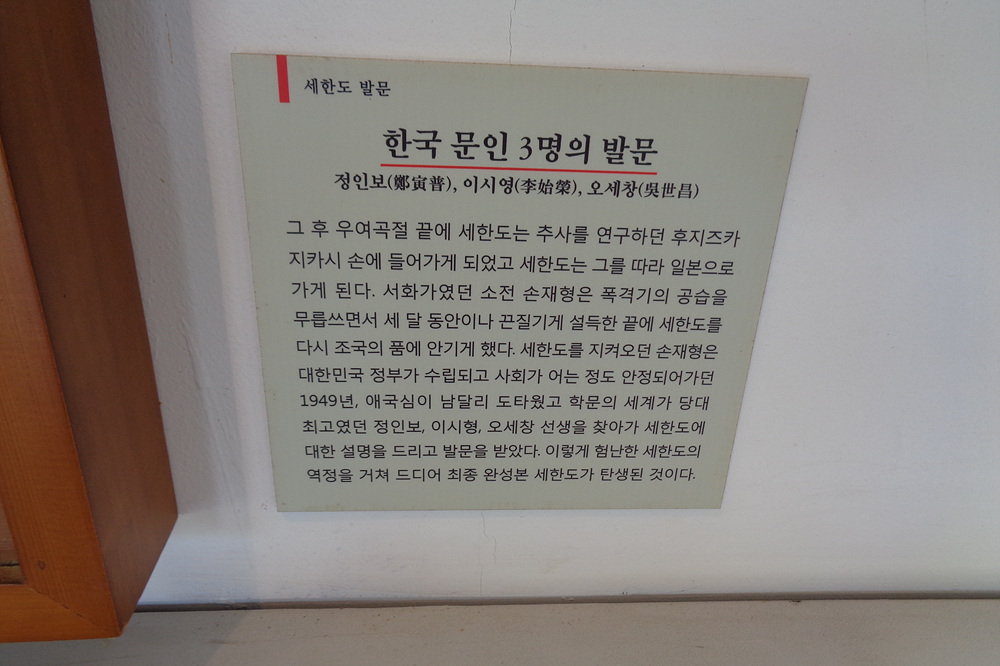 세한도 발문
한국 문인 3명의 발문
정인보(鄭寅普), 이시영(李始榮), 오세창(吳世昌)
그 후 우여곡절 끝에 세한도는 추사를 연구하던 후지즈카
지카시 손에 들어가게 되었고 세한도는 그를 따라 일본으로
가게 된다. 서화가였던 소전 손재형은 폭격기의 공습을
무릅쓰면서 세 달 동안이나 끈질기게 설득한 끝에 세한도를
다시 조국의 품에 안기게 했다. 세한도를 지켜오던 손재형은
대한민국 정부가 수립되고 사회가 어는 정도 안정되어가던
1949년, 애국심이 남달리 도타웠고 학문의 세계가 당대
최고였던 정인보, 이시형, 오세창 선생을 찾아가 세한도에
대한 설명을 드리고 발문을 받았다. 이렇게 험난한 세한도의
역정을 거쳐 드디어 최종 완성본 세한도가 탄생된 것이다.